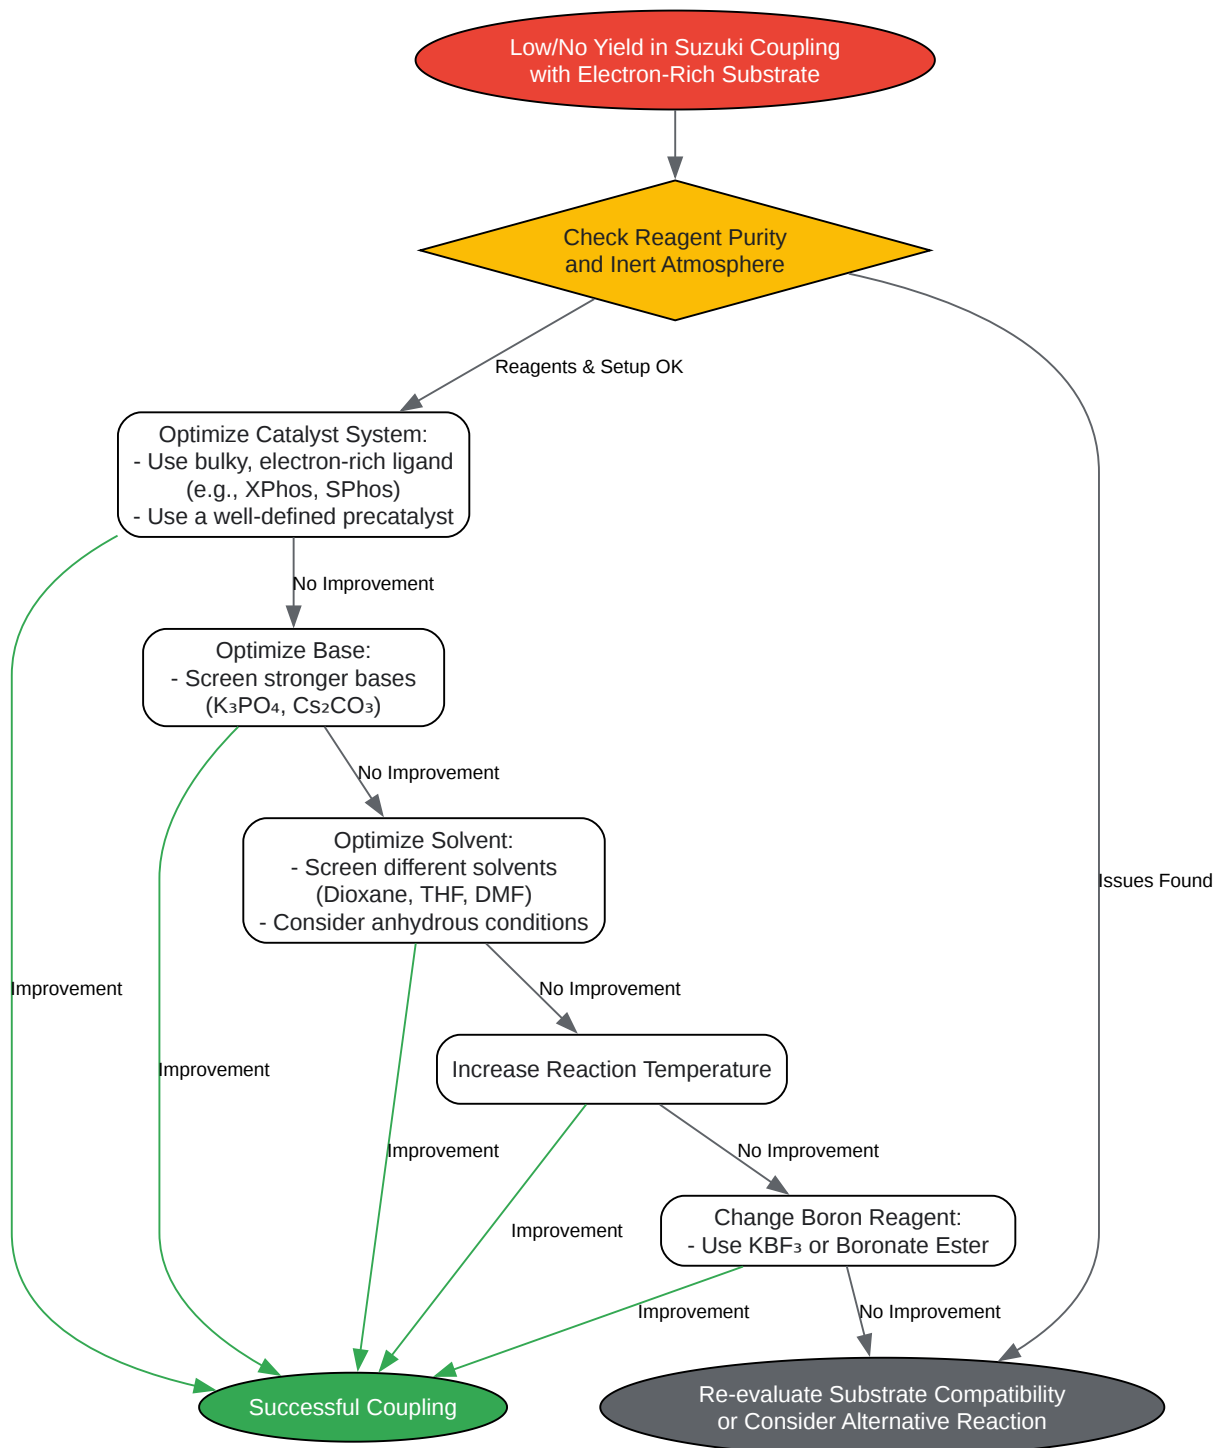 Low/No Yield in Suzuki Coupling
with Electron-Rich Substrate
Check Reagent Purity
and Inert Atmosphere
Reagents & Setup OK
Optimize Catalyst System:
- Use bulky, electron-rich ligand
(e.g., XPhos, SPhos)
- Use a well-defined precatalyst
No Improvement
Optimize Base:
- Screen stronger bases
(K₃PO₄, Cs₂CO₃)
No Improvement
Optimize Solvent:
- Screen different solvents
(Dioxane, THF, DMF)
- Consider anhydrous conditions
Issues Found
Improvement
No Improvement
Increase Reaction Temperature
Improvement
Improvement
No Improvement
Change Boron Reagent:
- Use KBF₃ or Boronate Ester
Improvement
Improvement
No Improvement
Successful Coupling
Re-evaluate Substrate Compatibility
or Consider Alternative Reaction